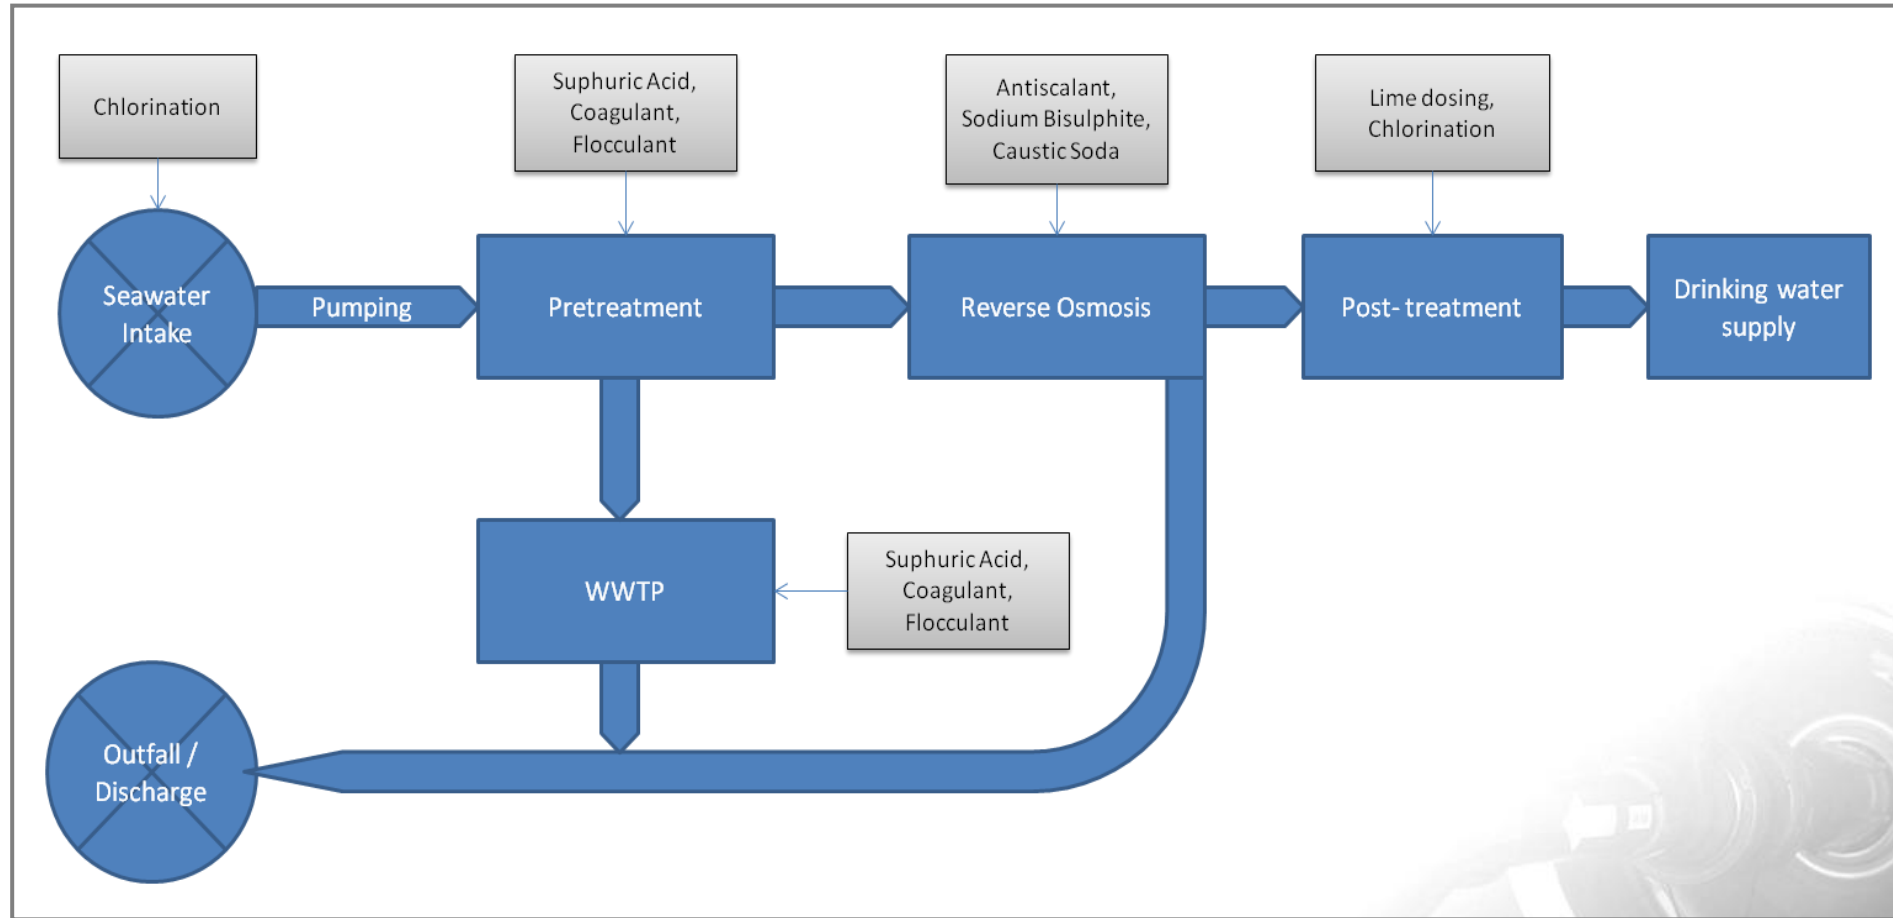 Chlorination
Suphuric Acid,
Coagulant,
Flocculant
Antiscalant,
Sodium Bisulphite,
Caustic Soda
Lime dosing,
Chlorination
Seawater
Intake
Pumping
Pretreatment
Reverse Osmosis
Post- treatment
Drinking water
supply
WWTP
Suphuric Acid,
Coagulant,
Flocculant
Outfall /
Discharge